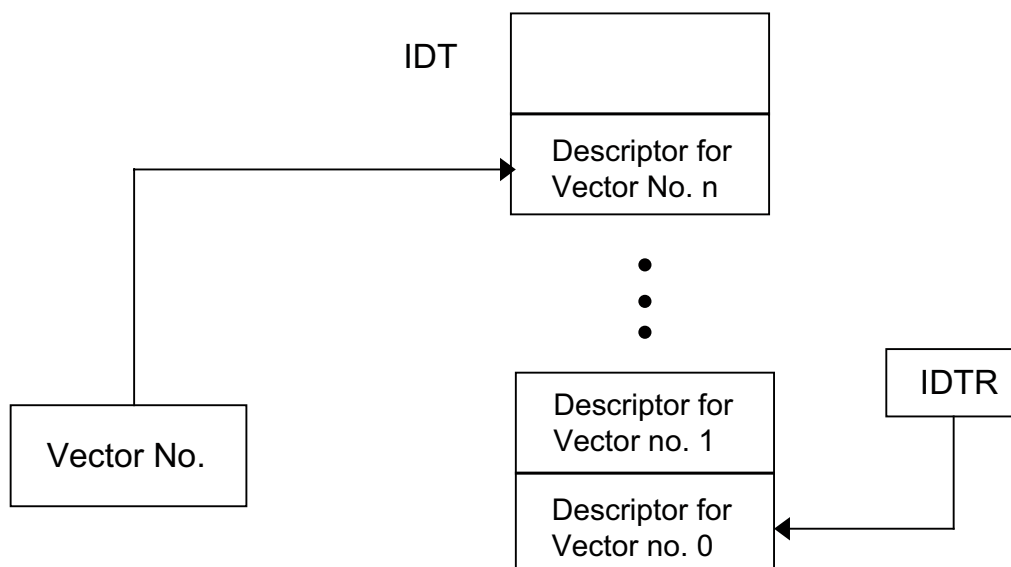 IDT
Descriptor for
Vector No. n
Descriptor for
Vector no. 1
IDTR
Vector No.
Descriptor for
Vector no. 0